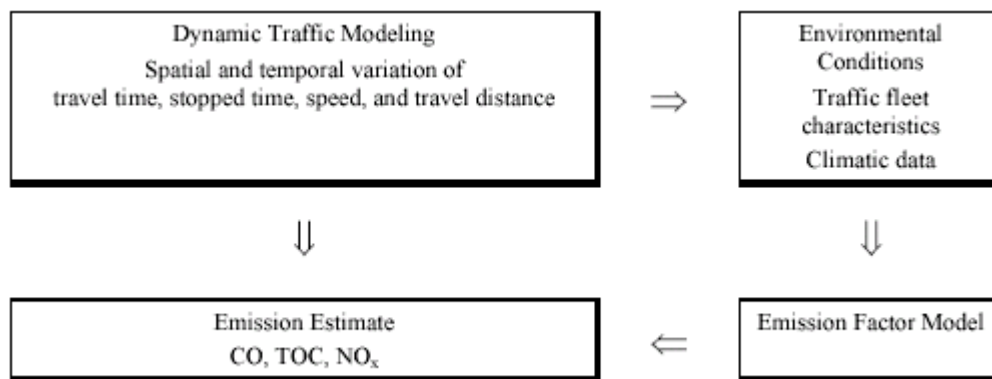 Dynamic Traffic Modeling
Spatial and temporal variation of
travel time, stopped time, speed, and travel distance
⇒
Environmental
Conditions
Traffic fleet
characteristics
Climatic data
⇓
⇓
Emission Estimate
CO, TOC, NOₓ
⇐
Emission Factor Model